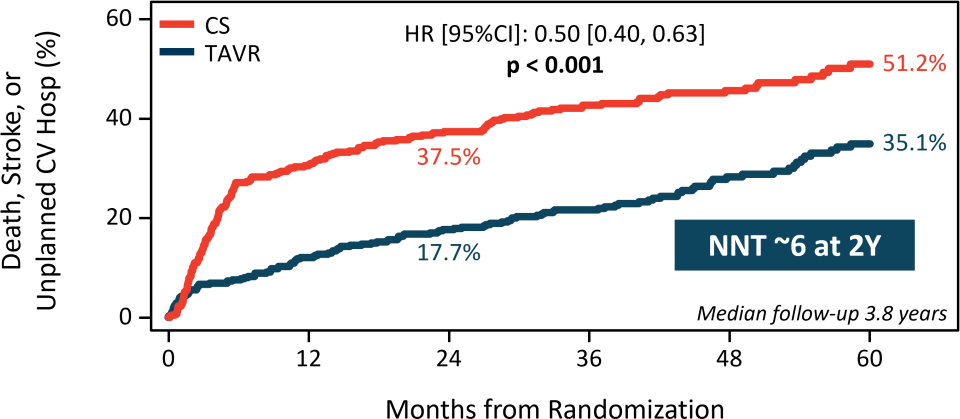 Death, Stroke, or
Unplanned CV Hosp (%)
60
40
20
0
CS
TAVR
HR [95%CI]: 0.50 [0.40, 0.63]
p < 0.001
51.2%
37.5%
35.1%
17.7%
NNT ~6 at 2Y
Median follow-up 3.8 years
0
12
24
36
48
60
Months from Randomization